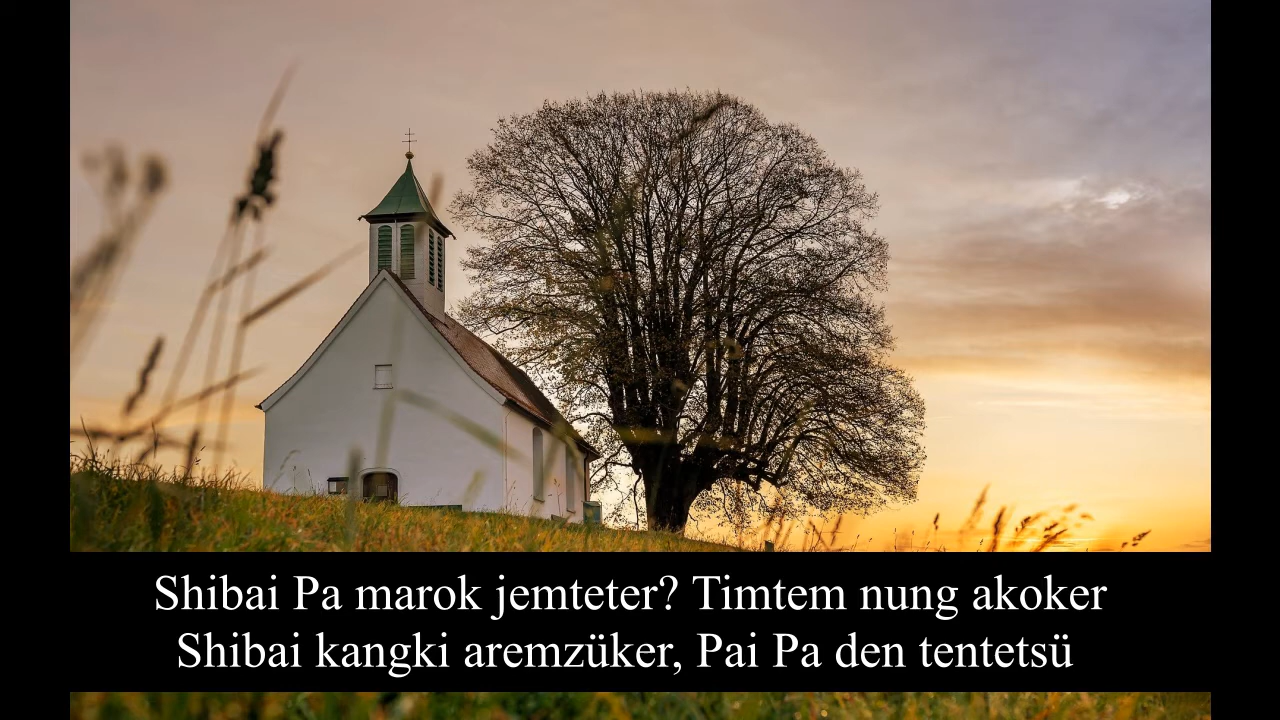 Shibai Pa marok jemteter? Timtem nung akoker
Shibai kangki aremzüker, Pai Pa den tentetsü